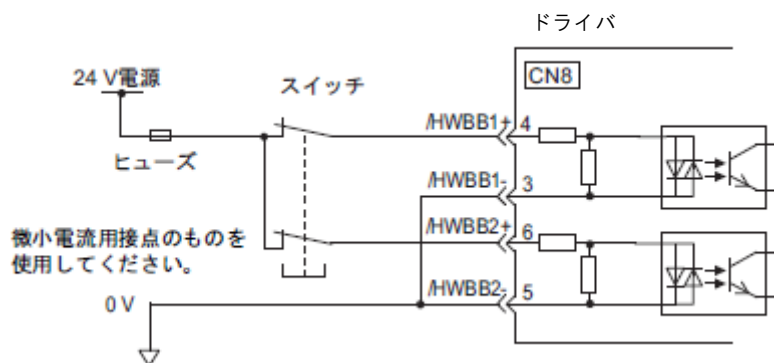 ドライバ
24 V電源
スイッチ
CN8
ヒューズ
/HWBB1+ 4
/HWBB1- 3
/HWBB2+ 6
微小電流用接点のものを
使用してください。
/HWBB2- 5
0 V